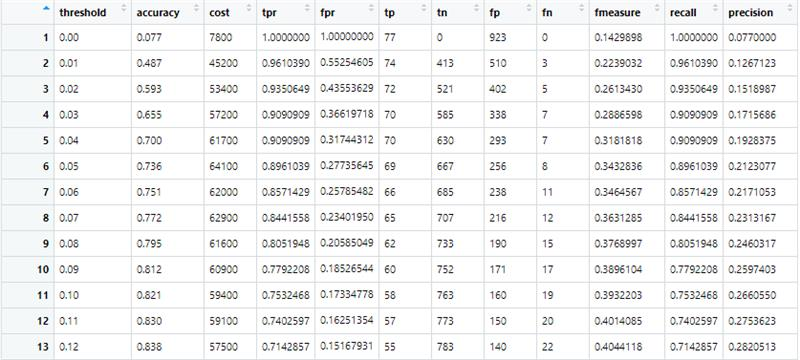 threshold accuracy cost tpr fpr tp tn fp fn fmeasure recall precision
1 0.00 0.077 7800 1.0000000 1.00000000 77 0 923 0 0.1429898 1.0000000 0.0770000
2 0.01 0.487 45200 0.9610390 0.55254605 74 413 510 3 0.2239032 0.9610390 0.1267123
3 0.02 0.593 53400 0.9350649 0.43553629 72 521 402 5 0.2613430 0.9350649 0.1518987
4 0.03 0.655 57200 0.9090909 0.36619718 70 585 338 7 0.2886598 0.9090909 0.1715686
5 0.04 0.700 61700 0.9090909 0.31744312 70 630 293 7 0.3181818 0.9090909 0.1928375
6 0.05 0.736 64100 0.8961039 0.27735645 69 667 256 8 0.3432836 0.8961039 0.2123077
7 0.06 0.751 62000 0.8571429 0.25785482 66 685 238 11 0.3464567 0.8571429 0.2171053
8 0.07 0.772 62900 0.8441558 0.23401950 65 707 216 12 0.3631285 0.8441558 0.2313167
9 0.08 0.795 61600 0.8051948 0.20585049 62 733 190 15 0.3768997 0.8051948 0.2460317
10 0.09 0.812 60900 0.7792208 0.18526544 60 752 171 17 0.3896104 0.7792208 0.2597403
11 0.10 0.821 59400 0.7532468 0.17334778 58 763 160 19 0.3932203 0.7532468 0.2660550
12 0.11 0.830 59100 0.7402597 0.16251354 57 773 150 20 0.4014085 0.7402597 0.2753623
13 0.12 0.838 57500 0.7142857 0.15167931 55 783 140 22 0.4044118 0.7142857 0.2820513